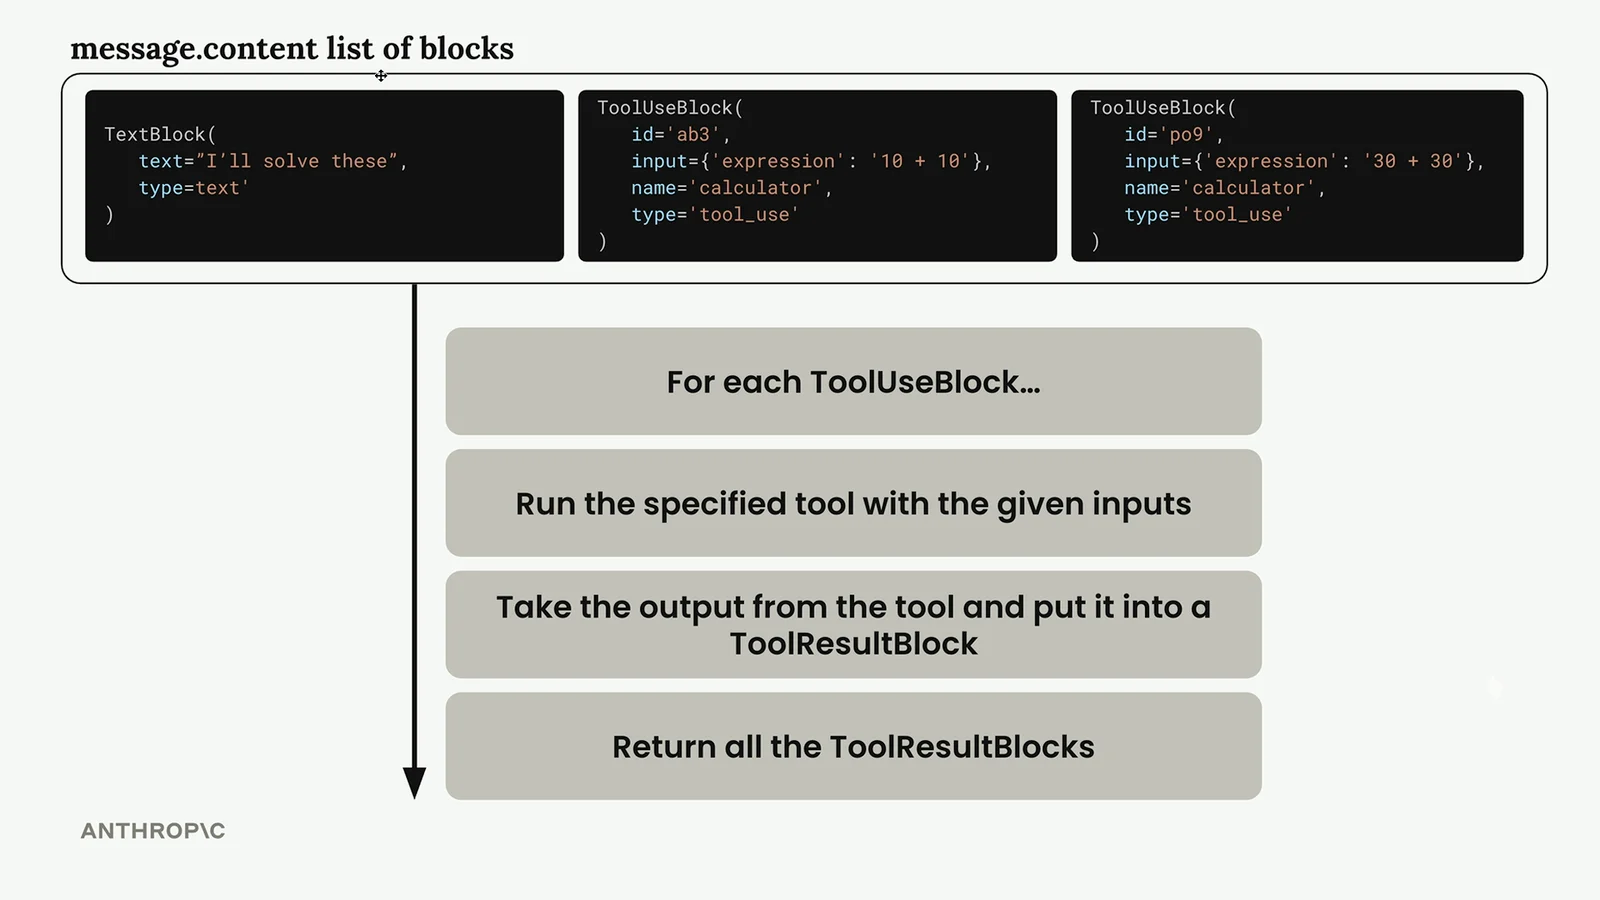 message.content list of blocks
TextBlock(
text=”I’ll solve these”,
type=text'
)
ToolUseBlock(
id='ab3',
input={'expression': '10 + 10'},
name='calculator',
type='tool_use'
)
ToolUseBlock(
id='po9',
input={'expression': '30 + 30'},
name='calculator',
type='tool_use'
)
For each ToolUseBlock...
Run the specified tool with the given inputs
Take the output from the tool and put it into a
ToolResultBlock
Return all the ToolResultBlocks
ANTHROP\C